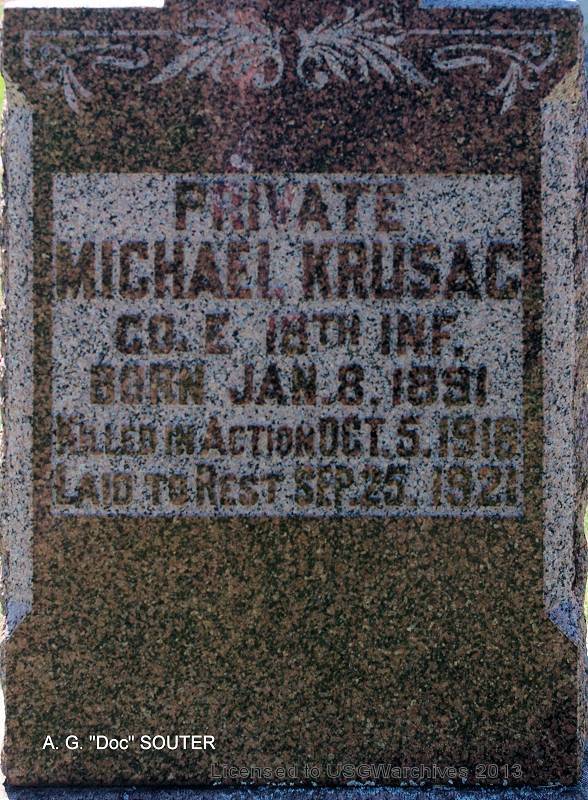 PRIVATE
MICHAEL KRUSAC
CO. E 18TH INF.
BORN JAN. 8. 1891
KILLED IN ACTION OCT. 5. 1918
LAID TO REST SEP. 25. 1921
A. G. "Doc" SOUTER
Licensed to USGWarchives 2013